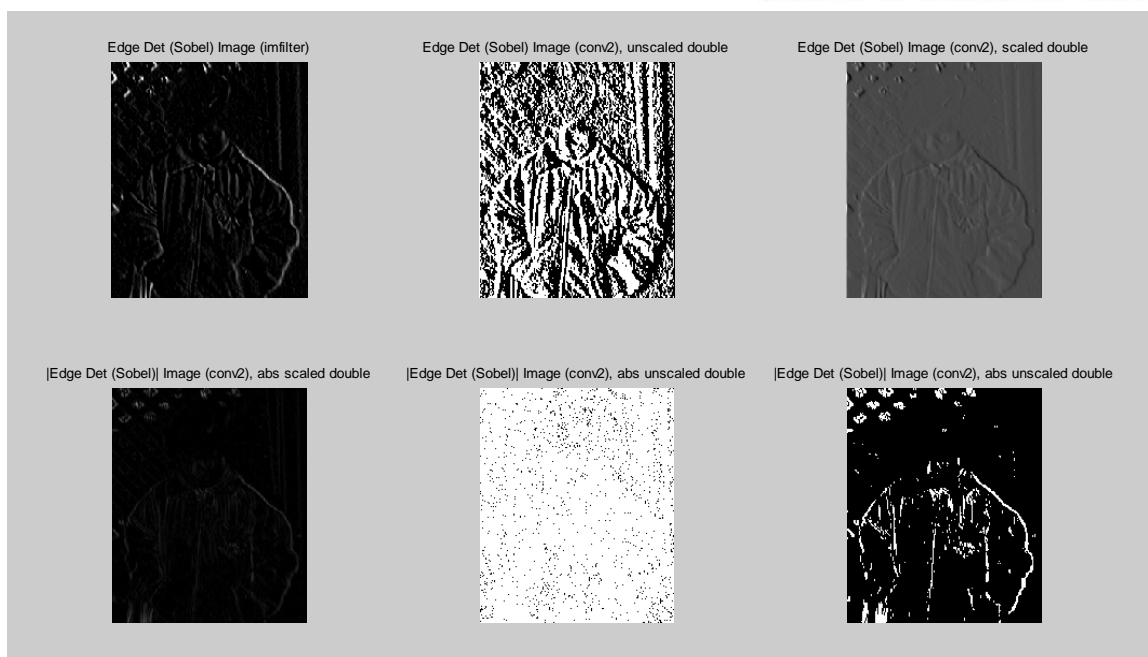 Edge Det (Sobel) Image (imfilter)
Edge Det (Sobel) Image (conv2), unscaled double
Edge Det (Sobel) Image (conv2), scaled double
|Edge Det (Sobel)| Image (conv2), abs scaled double
|Edge Det (Sobel)| Image (conv2), abs unscaled double
|Edge Det (Sobel)| Image (conv2), abs unscaled double